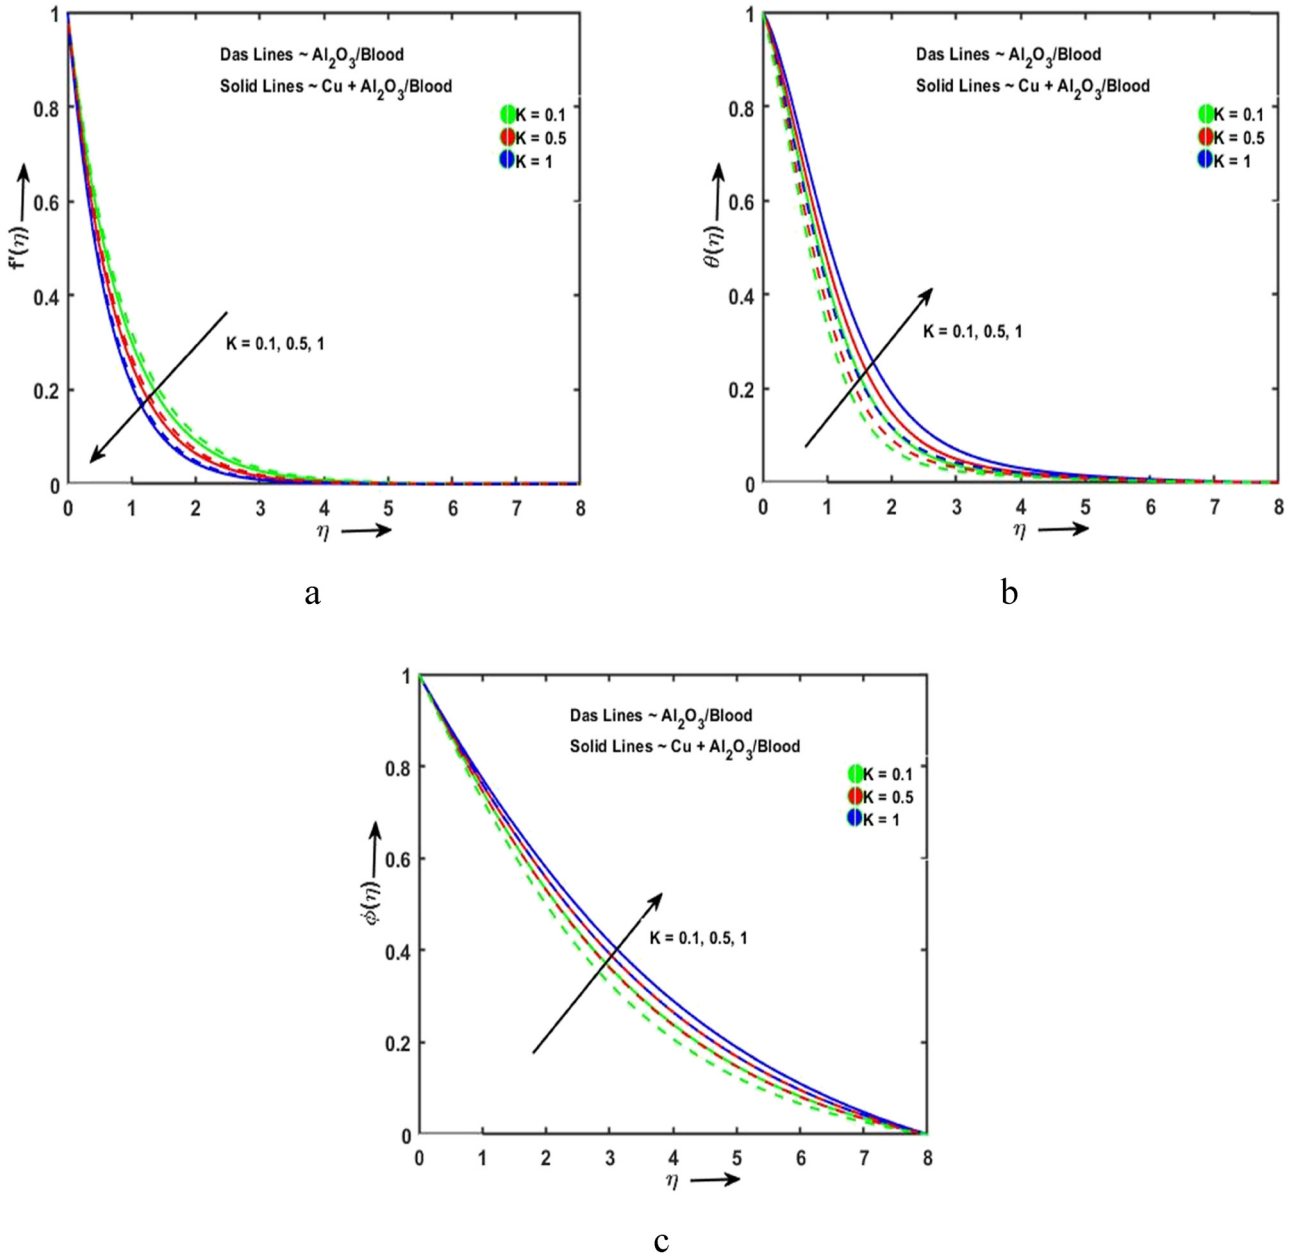 Das Lines ~ Al2O3/Blood
Solid Lines ~ Cu + Al2O3/Blood
K = 0.1
K = 0.5
K = 1
K = 0.1, 0.5, 1
f'(η)
1
0.8
0.6
0.4
0.2
0
0 1 2 3 4 5 6 7 8
η
a
Das Lines ~ Al2O3/Blood
Solid Lines ~ Cu + Al2O3/Blood
K = 0.1
K = 0.5
K = 1
K = 0.1, 0.5, 1
θ(η)
1
0.8
0.6
0.4
0.2
0
0 1 2 3 4 5 6 7 8
η
b
Das Lines ~ Al2O3/Blood
Solid Lines ~ Cu + Al2O3/Blood
K = 0.1
K = 0.5
K = 1
K = 0.1, 0.5, 1
ϕ(η)
1
0.8
0.6
0.4
0.2
0
0 1 2 3 4 5 6 7 8
η
c